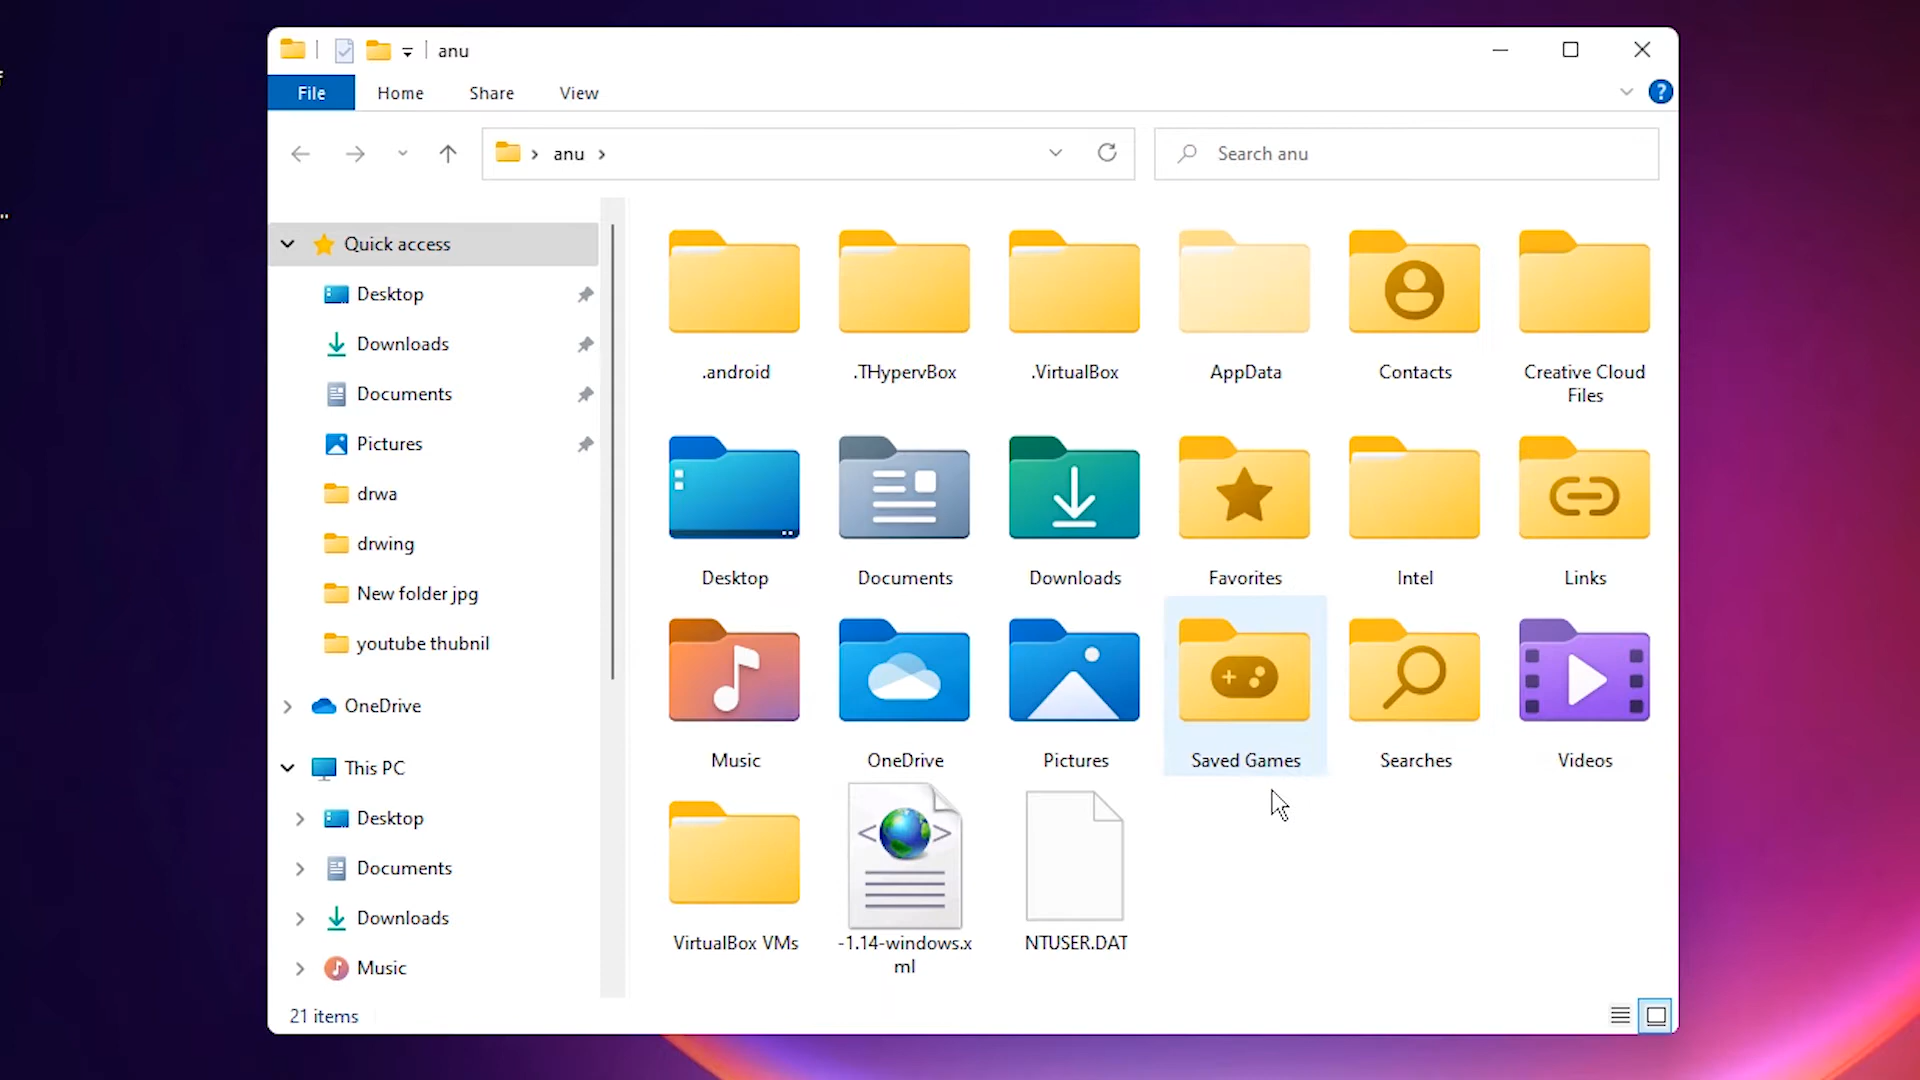 anu
File Home Share View
anu
Search anu
Quick access
Desktop
Downloads
Documents
Pictures
drwa
drwing
New folder jpg
youtube thubnil
OneDrive
This PC
Desktop
Documents
Downloads
Music
.android .THypervBox .VirtualBox AppData Contacts Creative Cloud
Files
Desktop Documents Downloads Favorites Intel Links
Music OneDrive Pictures Saved Games Searches Videos
VirtualBox VMs -1.14-windows.x NTUSER.DAT
ml
21 items